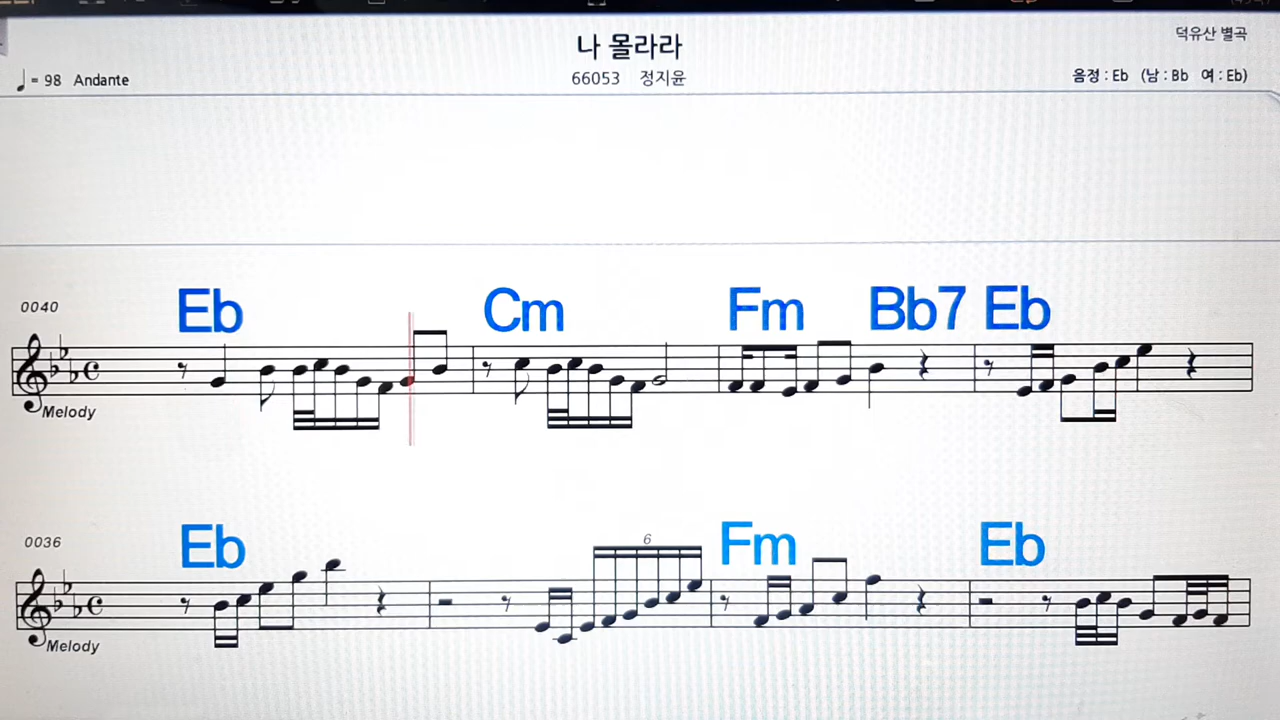 나 몰라라
덕유산 별곡
♩ = 98 Andante
66053 정지윤
음정 : Eb (남 : Bb 여 : Eb)
0040
Eb Cm Fm Bb7 Eb
Melody
0036
Eb 6 Fm Eb
Melody